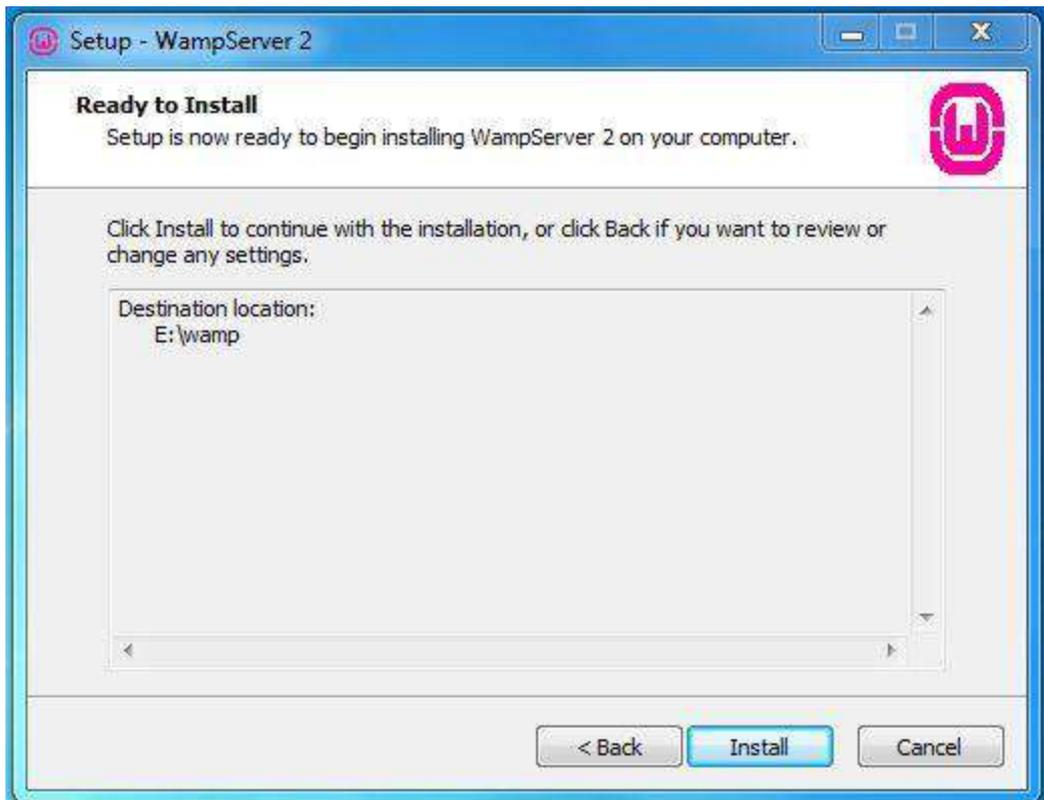 Setup - WampServer 2
Ready to Install
Setup is now ready to begin installing WampServer 2 on your computer.
Click Install to continue with the installation, or click Back if you want to review or
change any settings.
Destination location:
E:\wamp
< Back
Install
Cancel